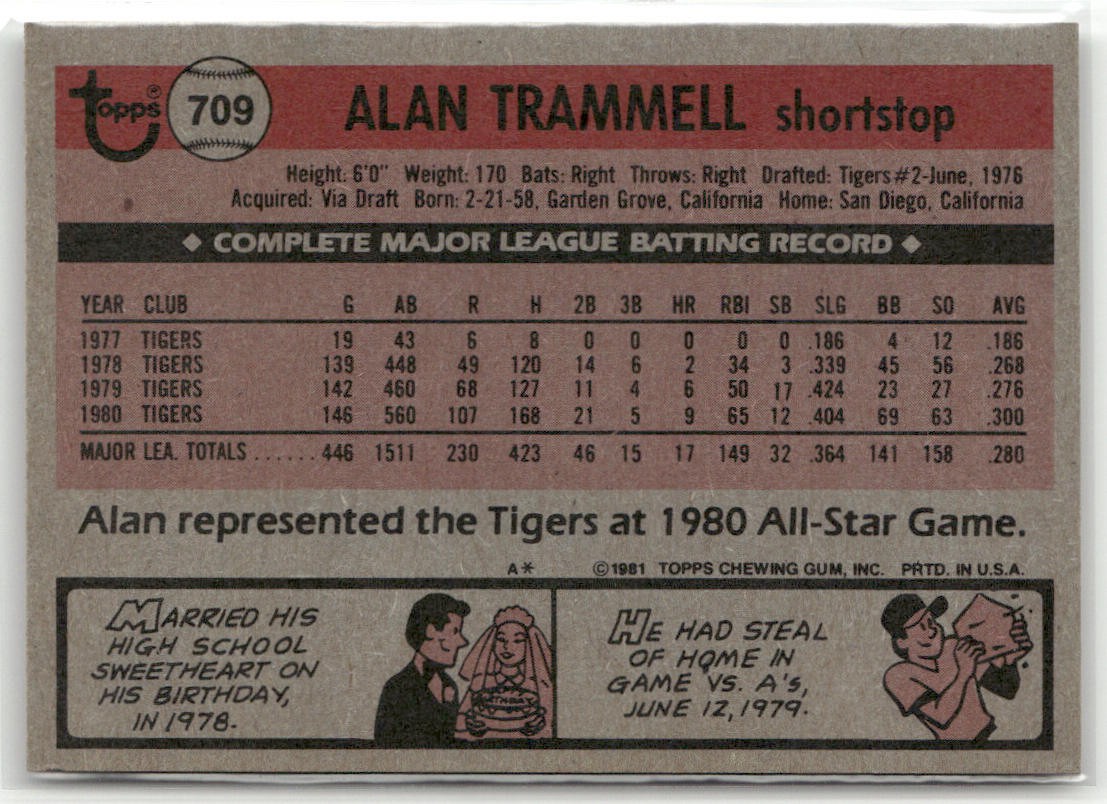 topps® 709 ALAN TRAMMELL shortstop
Height: 6'0" Weight: 170 Bats: Right Throws: Right Drafted: Tigers #2-June, 1976
Acquired: Via Draft Born: 2-21-58, Garden Grove, California Home: San Diego, California
◆ COMPLETE MAJOR LEAGUE BATTING RECORD ◆
YEAR CLUB G AB R H 2B 3B HR RBI SB SLG BB SO AVG
1977 TIGERS 19 43 6 8 0 0 0 0 0 .186 4 12 .186
1978 TIGERS 139 448 49 120 14 6 2 34 3 .339 45 56 .268
1979 TIGERS 142 460 68 127 11 4 6 50 17 .424 23 27 .276
1980 TIGERS 146 560 107 168 21 5 9 65 12 .404 69 63 .300
MAJOR LEA. TOTALS ...... 446 1511 230 423 46 15 17 149 32 .364 141 158 .280
Alan represented the Tigers at 1980 All-Star Game.
A* ©1981 TOPPS CHEWING GUM, INC. PRTD. IN U.S.A.
MARRIED HIS
HIGH SCHOOL
SWEETHEART ON
HIS BIRTHDAY,
IN 1978.
BIRTHDAY
HE HAD STEAL
OF HOME IN
GAME VS. A's,
JUNE 12, 1979.